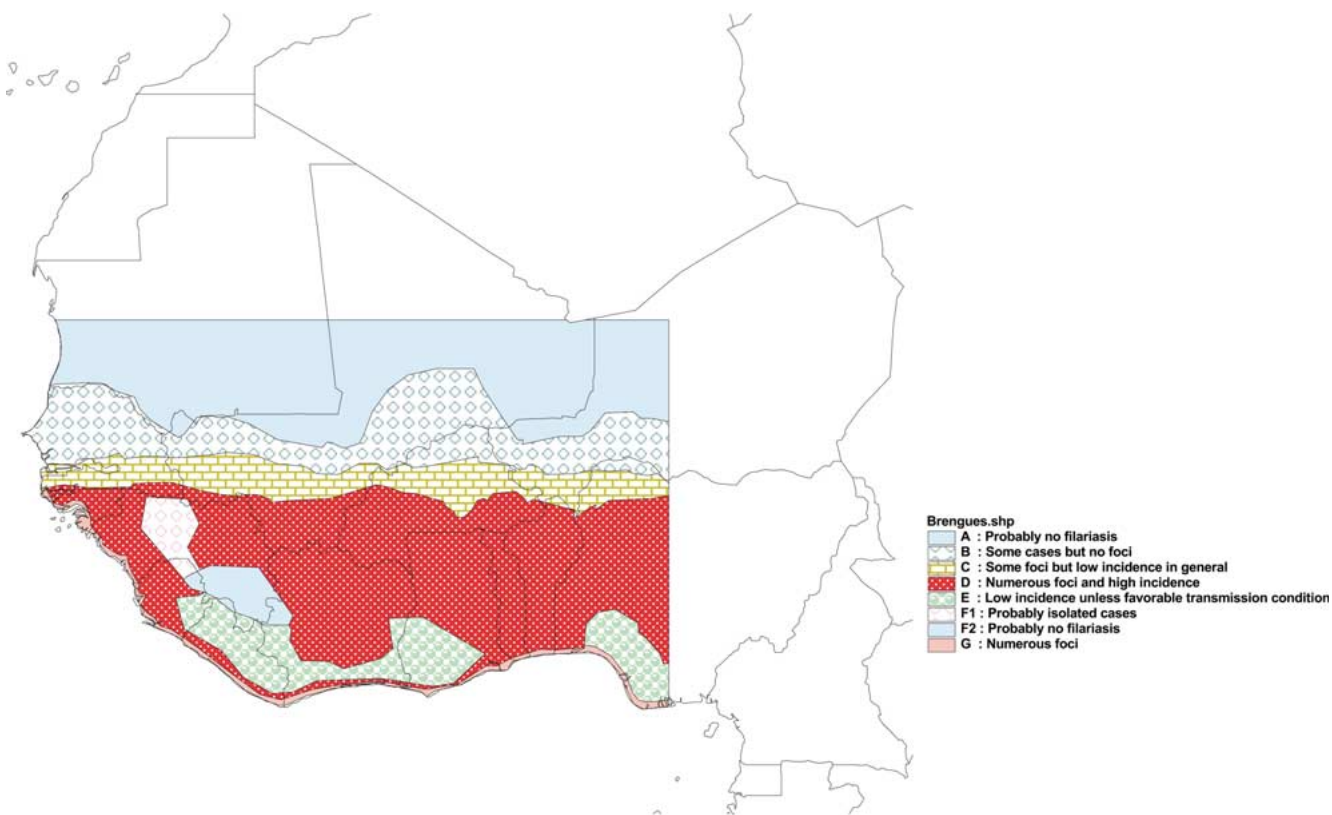 Brengues.shp
A : Probably no filariasis
B : Some cases but no foci
C : Some foci but low incidence in general
D : Numerous foci and high incidence
E : Low incidence unless favorable transmission condition
F1 : Probably isolated cases
F2 : Probably no filariasis
G : Numerous foci